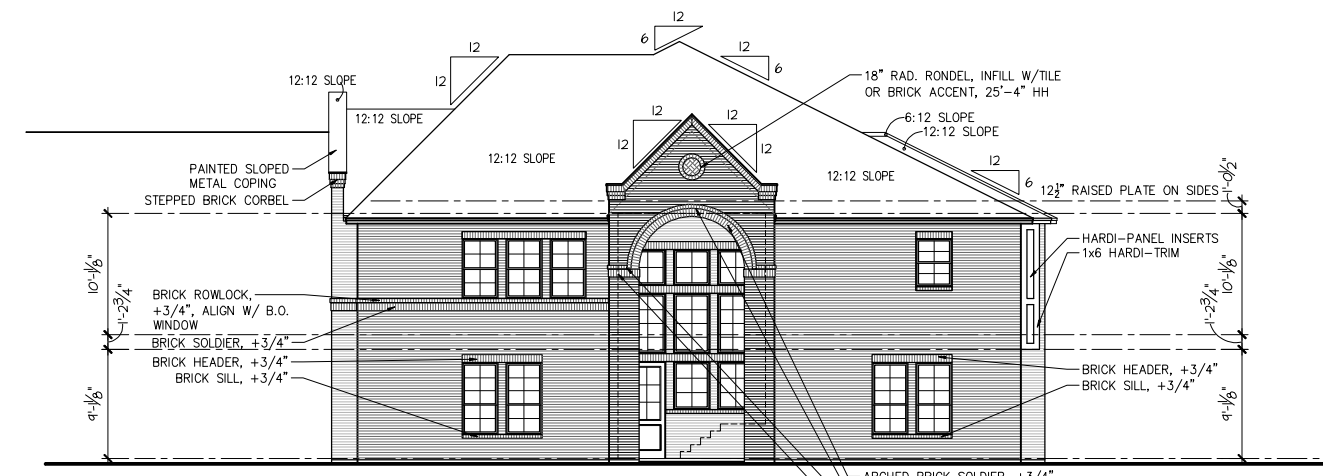 12
6
12
12
12
6
12:12 SLOPE
18" RAD. RONDEL, INFILL W/TILE
OR BRICK ACCENT, 25'-4" HH
12:12 SLOPE
12
12
12
12
6:12 SLOPE
12:12 SLOPE
12:12 SLOPE
PAINTED SLOPED
METAL COPING
STEPPED BRICK CORBEL
12:12 SLOPE
12
6
12½" RAISED PLATE ON SIDES
1'-0½"
HARDI-PANEL INSERTS
1x6 HARDI-TRIM
10'-1⅛"
1'-2¾"
BRICK ROWLOCK,
+3/4", ALIGN W/ B.O.
WINDOW
BRICK SOLDIER, +3/4"
BRICK HEADER, +3/4"
BRICK SILL, +3/4"
10'-1⅛"
1'-2¾"
BRICK HEADER, +3/4"
BRICK SILL, +3/4"
9'-1⅛"
9'-1⅛"
ARCHED BRICK SOLDIER, +3/4"